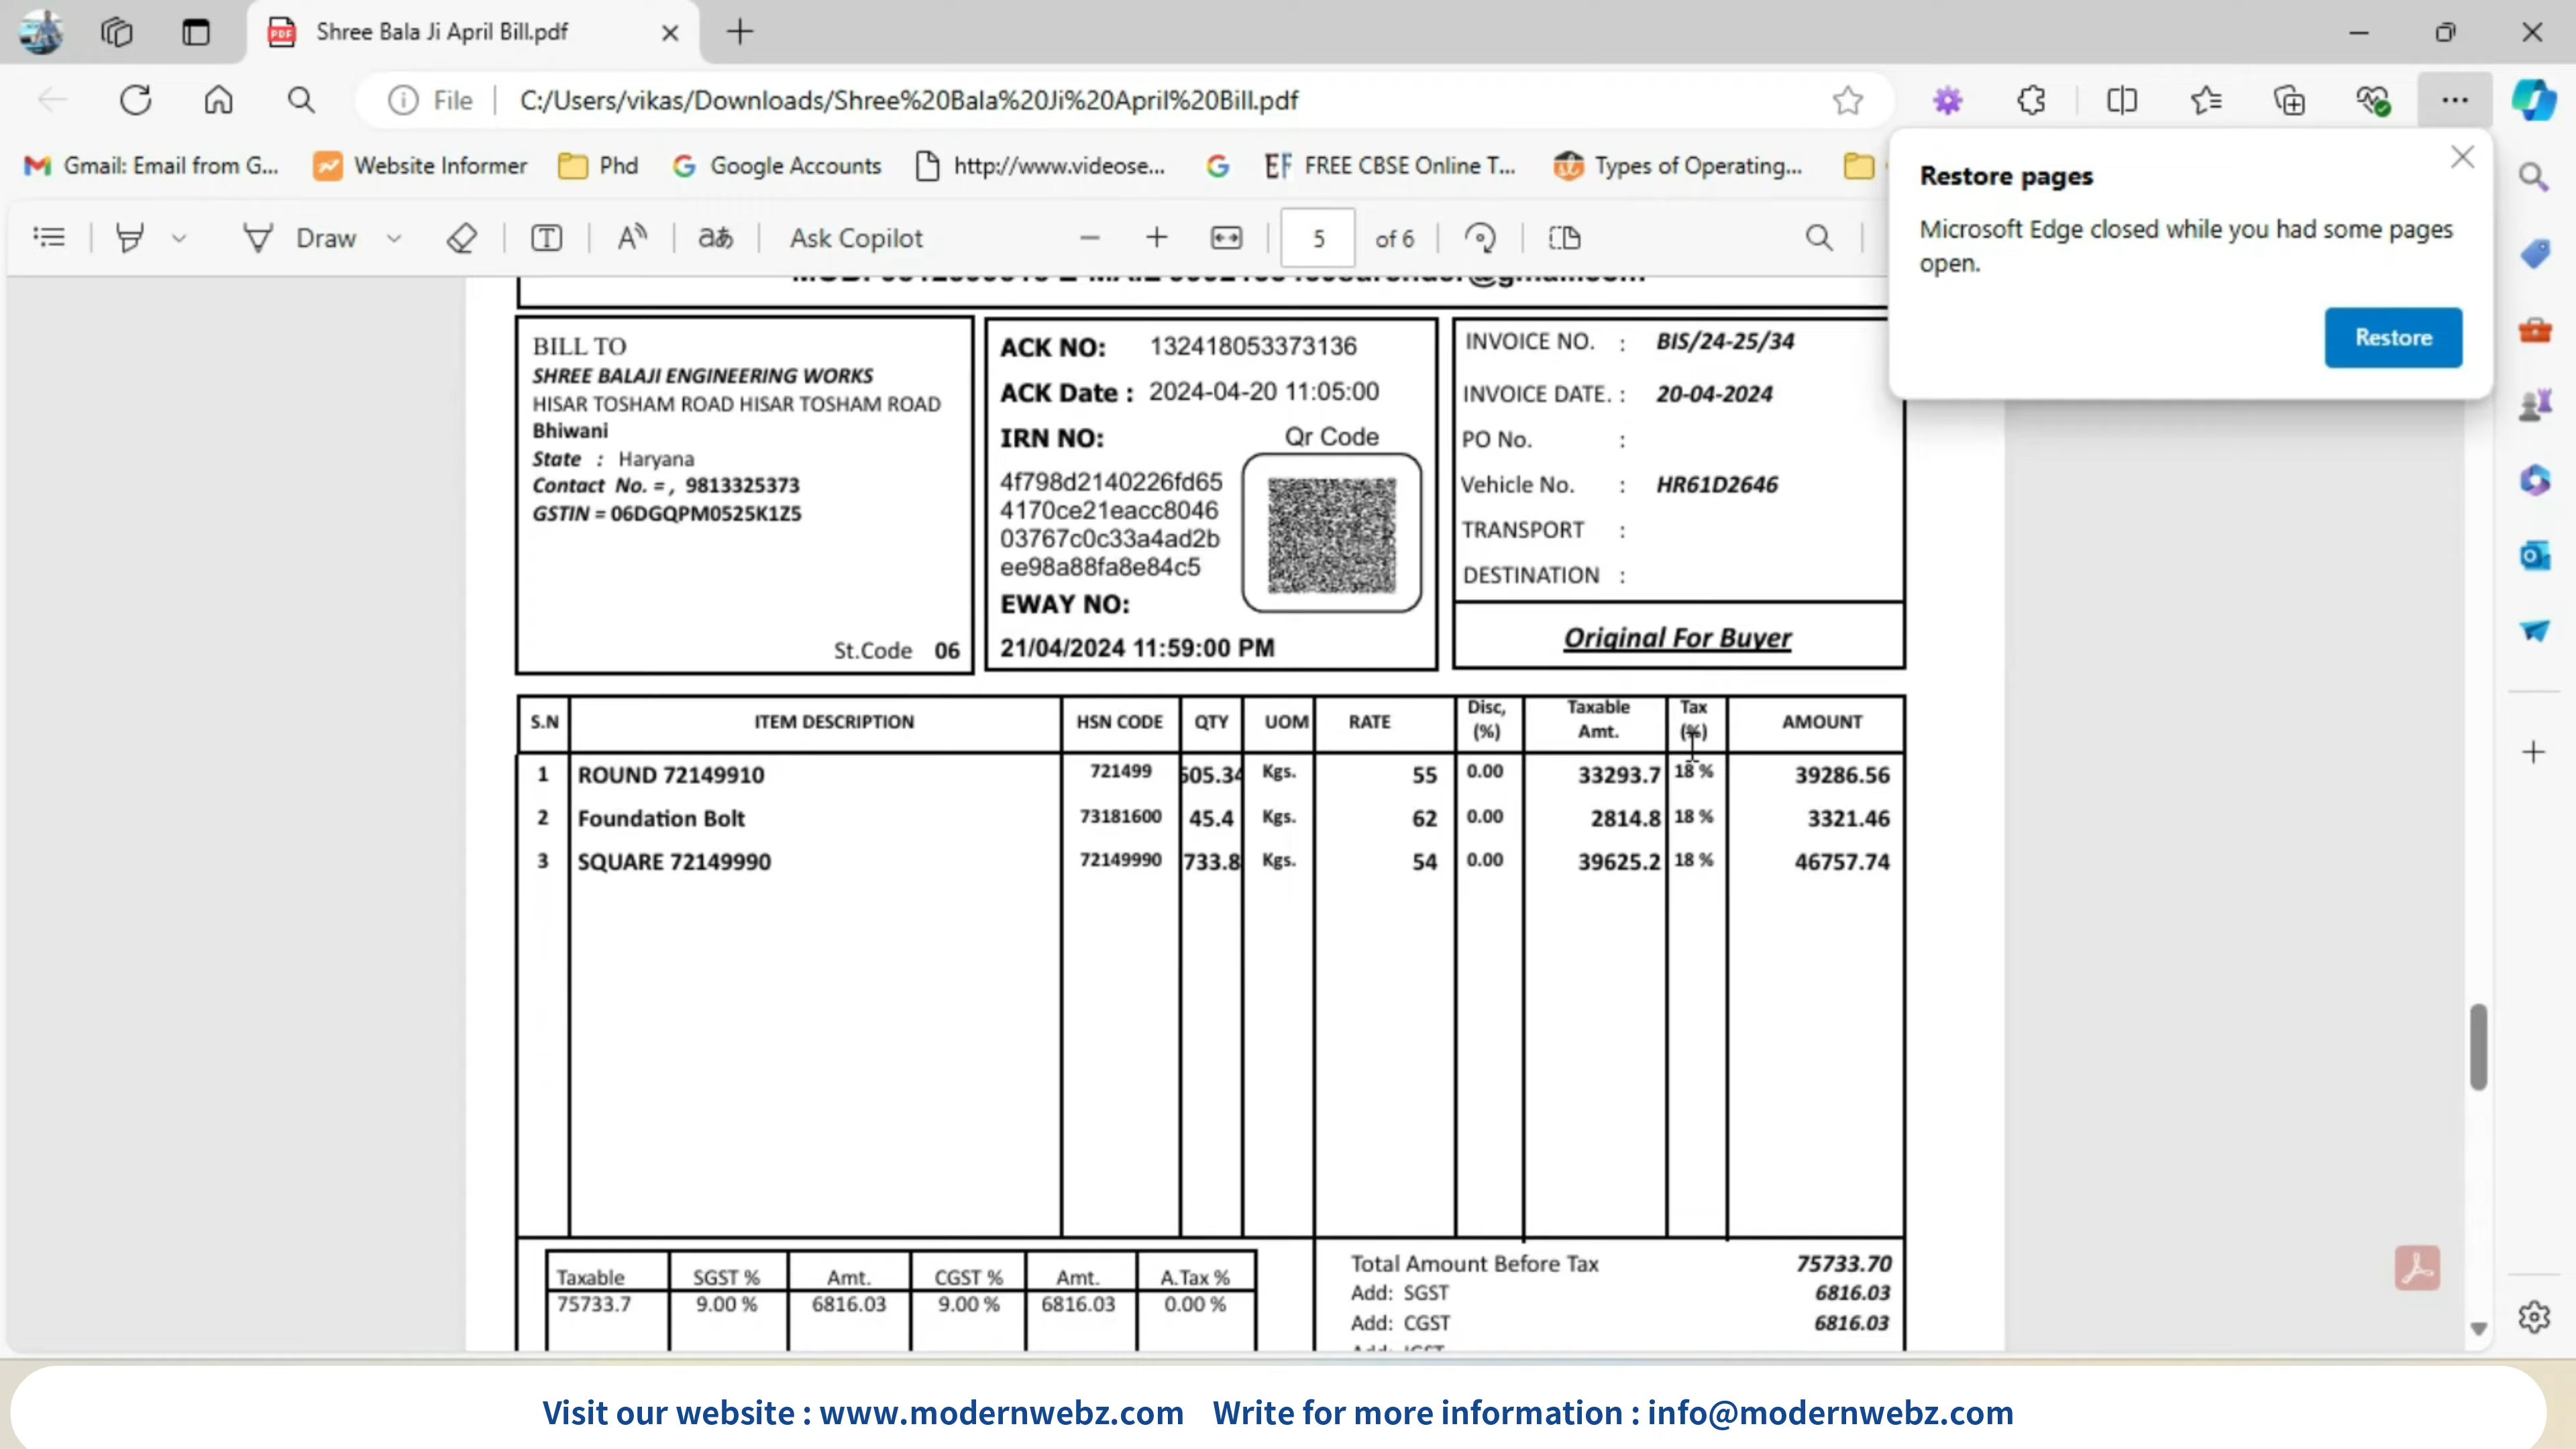 Shree Bala Ji April Bill.pdf
File C:/Users/vikas/Downloads/Shree%20Bala%20Ji%20April%20Bill.pdf
Gmail: Email from G... Website Informer Phd Google Accounts http://www.videose... FREE CBSE Online T... Types of Operating...
Restore pages
Microsoft Edge closed while you had some pages
open.
Restore
Draw Ask Copilot 5 of 6
BILL TO
SHREE BALAJI ENGINEERING WORKS
HISAR TOSHAM ROAD HISAR TOSHAM ROAD
Bhiwani
State : Haryana
Contact No. = , 9813325373
GSTIN = 06DGQPM0525K1Z5
St.Code 06
ACK NO: 132418053373136
ACK Date : 2024-04-20 11:05:00
IRN NO: Qr Code
4f798d2140226fd65
4170ce21eacc8046
03767c0c33a4ad2b
ee98a88fa8e84c5
EWAY NO:
21/04/2024 11:59:00 PM
INVOICE NO. : BIS/24-25/34
INVOICE DATE. : 20-04-2024
PO No. :
Vehicle No. : HR61D2646
TRANSPORT :
DESTINATION :
Original For Buyer
S.N ITEM DESCRIPTION HSN CODE QTY UOM RATE Disc, (%) Taxable Amt. Tax (%) AMOUNT
1 ROUND 72149910 721499 605.34 Kgs. 55 0.00 33293.7 18 % 39286.56
2 Foundation Bolt 73181600 45.4 Kgs. 62 0.00 2814.8 18 % 3321.46
3 SQUARE 72149990 72149990 733.8 Kgs. 54 0.00 39625.2 18 % 46757.74
Taxable SGST % Amt. CGST % Amt. A.Tax %
75733.7 9.00 % 6816.03 9.00 % 6816.03 0.00 %
Total Amount Before Tax 75733.70
Add: SGST 6816.03
Add: CGST 6816.03
Visit our website : www.modernwebz.com Write for more information : info@modernwebz.com